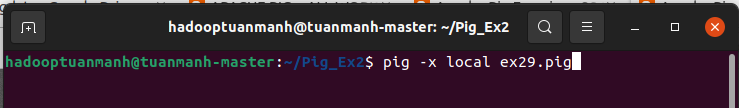 hadooptuanmanh@tuanmanh-master: ~/Pig_Ex2
hadooptuanmanh@tuanmanh-master:~/Pig_Ex2$ pig -x local ex29.pig